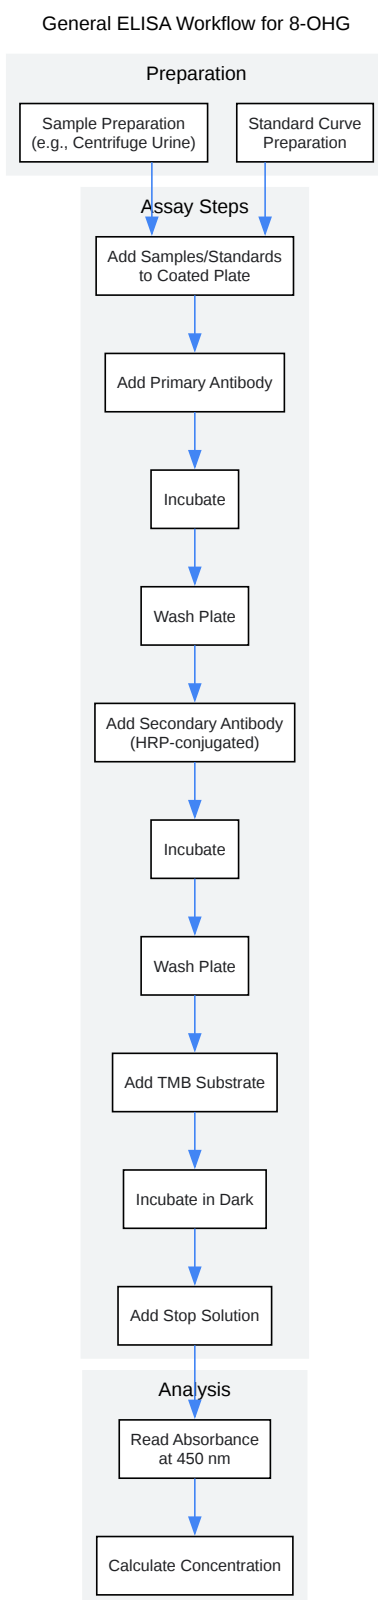 General ELISA Workflow for 8-OHG
Preparation
Sample Preparation
(e.g., Centrifuge Urine)
Standard Curve
Preparation
Assay Steps
Add Samples/Standards
to Coated Plate
Add Primary Antibody
Incubate
Wash Plate
Add Secondary Antibody
(HRP-conjugated)
Incubate
Wash Plate
Add TMB Substrate
Incubate in Dark
Add Stop Solution
Analysis
Read Absorbance
at 450 nm
Calculate Concentration